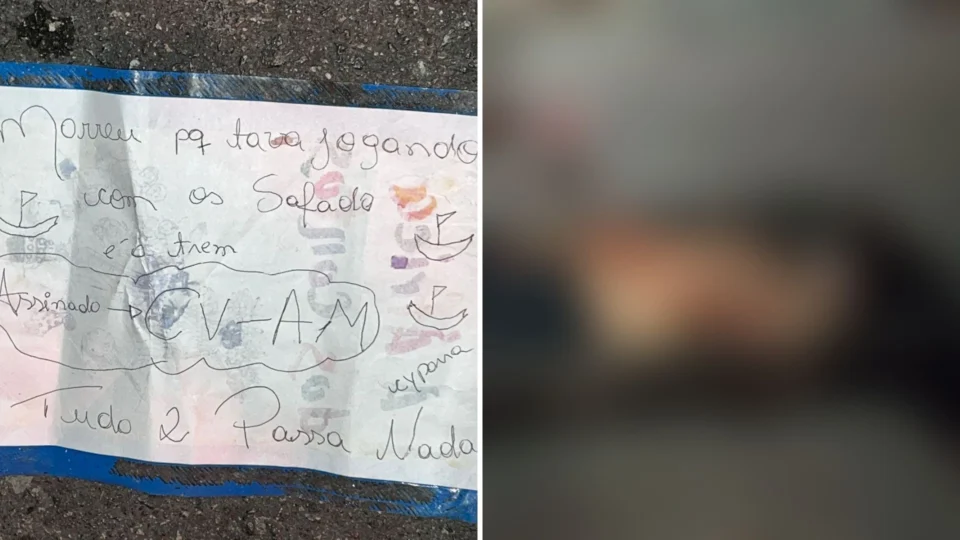 Morreu pq tava jogando
com os Safado
é o trem
Assinado → CV-AM
Tudo 2 Passa Nada